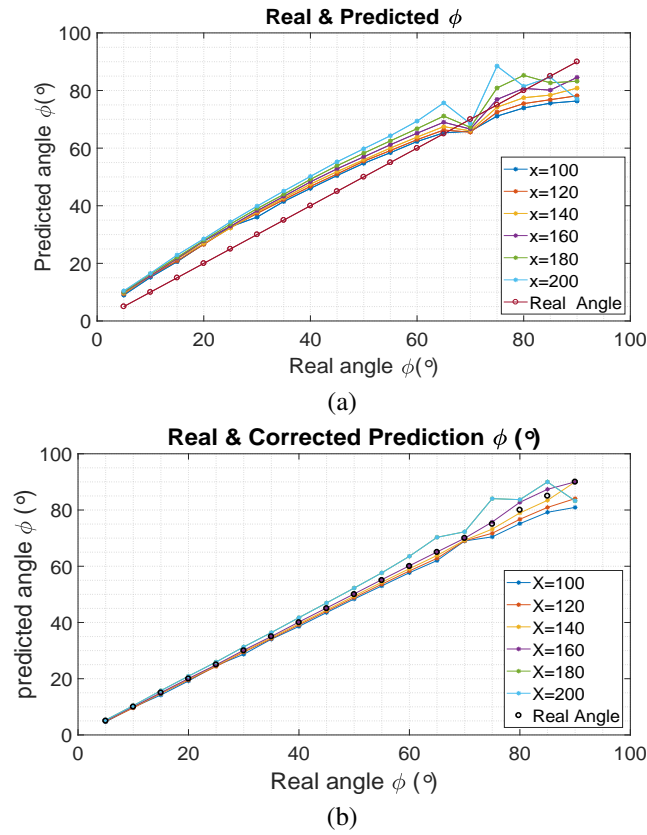 Real & Predicted ϕ
100
80
60
40
20
0
Predicted angle ϕ(°)
x=100
x=120
x=140
x=160
x=180
x=200
Real Angle
0 20 40 60 80 100
Real angle ϕ(°)
(a)
Real & Corrected Prediction ϕ (°)
100
80
60
40
20
0
predicted angle ϕ (°)
X=100
X=120
X=140
X=160
X=180
X=200
Real Angle
0 20 40 60 80 100
Real angle ϕ (°)
(b)